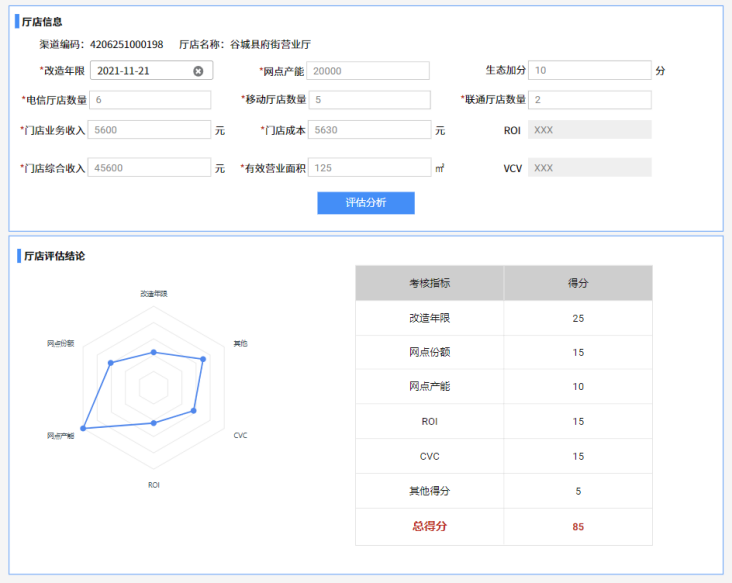 厅店信息
渠道编码：4206251000198 厅店名称：谷城县府街营业厅
*改造年限 2021-11-21 *网点产能 20000 生态加分 10 分
*电信厅店数量 6 *移动厅店数量 5 *联通厅店数量 2
*门店业务收入 5600 元 *门店成本 5630 元 ROI XXX
*门店综合收入 45600 元 *有效营业面积 125 ㎡ VCV XXX
评估分析
厅店评估结论
改造年限
网点份额 其他
网点产能 CVC
ROI
考核指标 得分
改造年限 25
网点份额 15
网点产能 10
ROI 15
CVC 15
其他得分 5
总得分 85